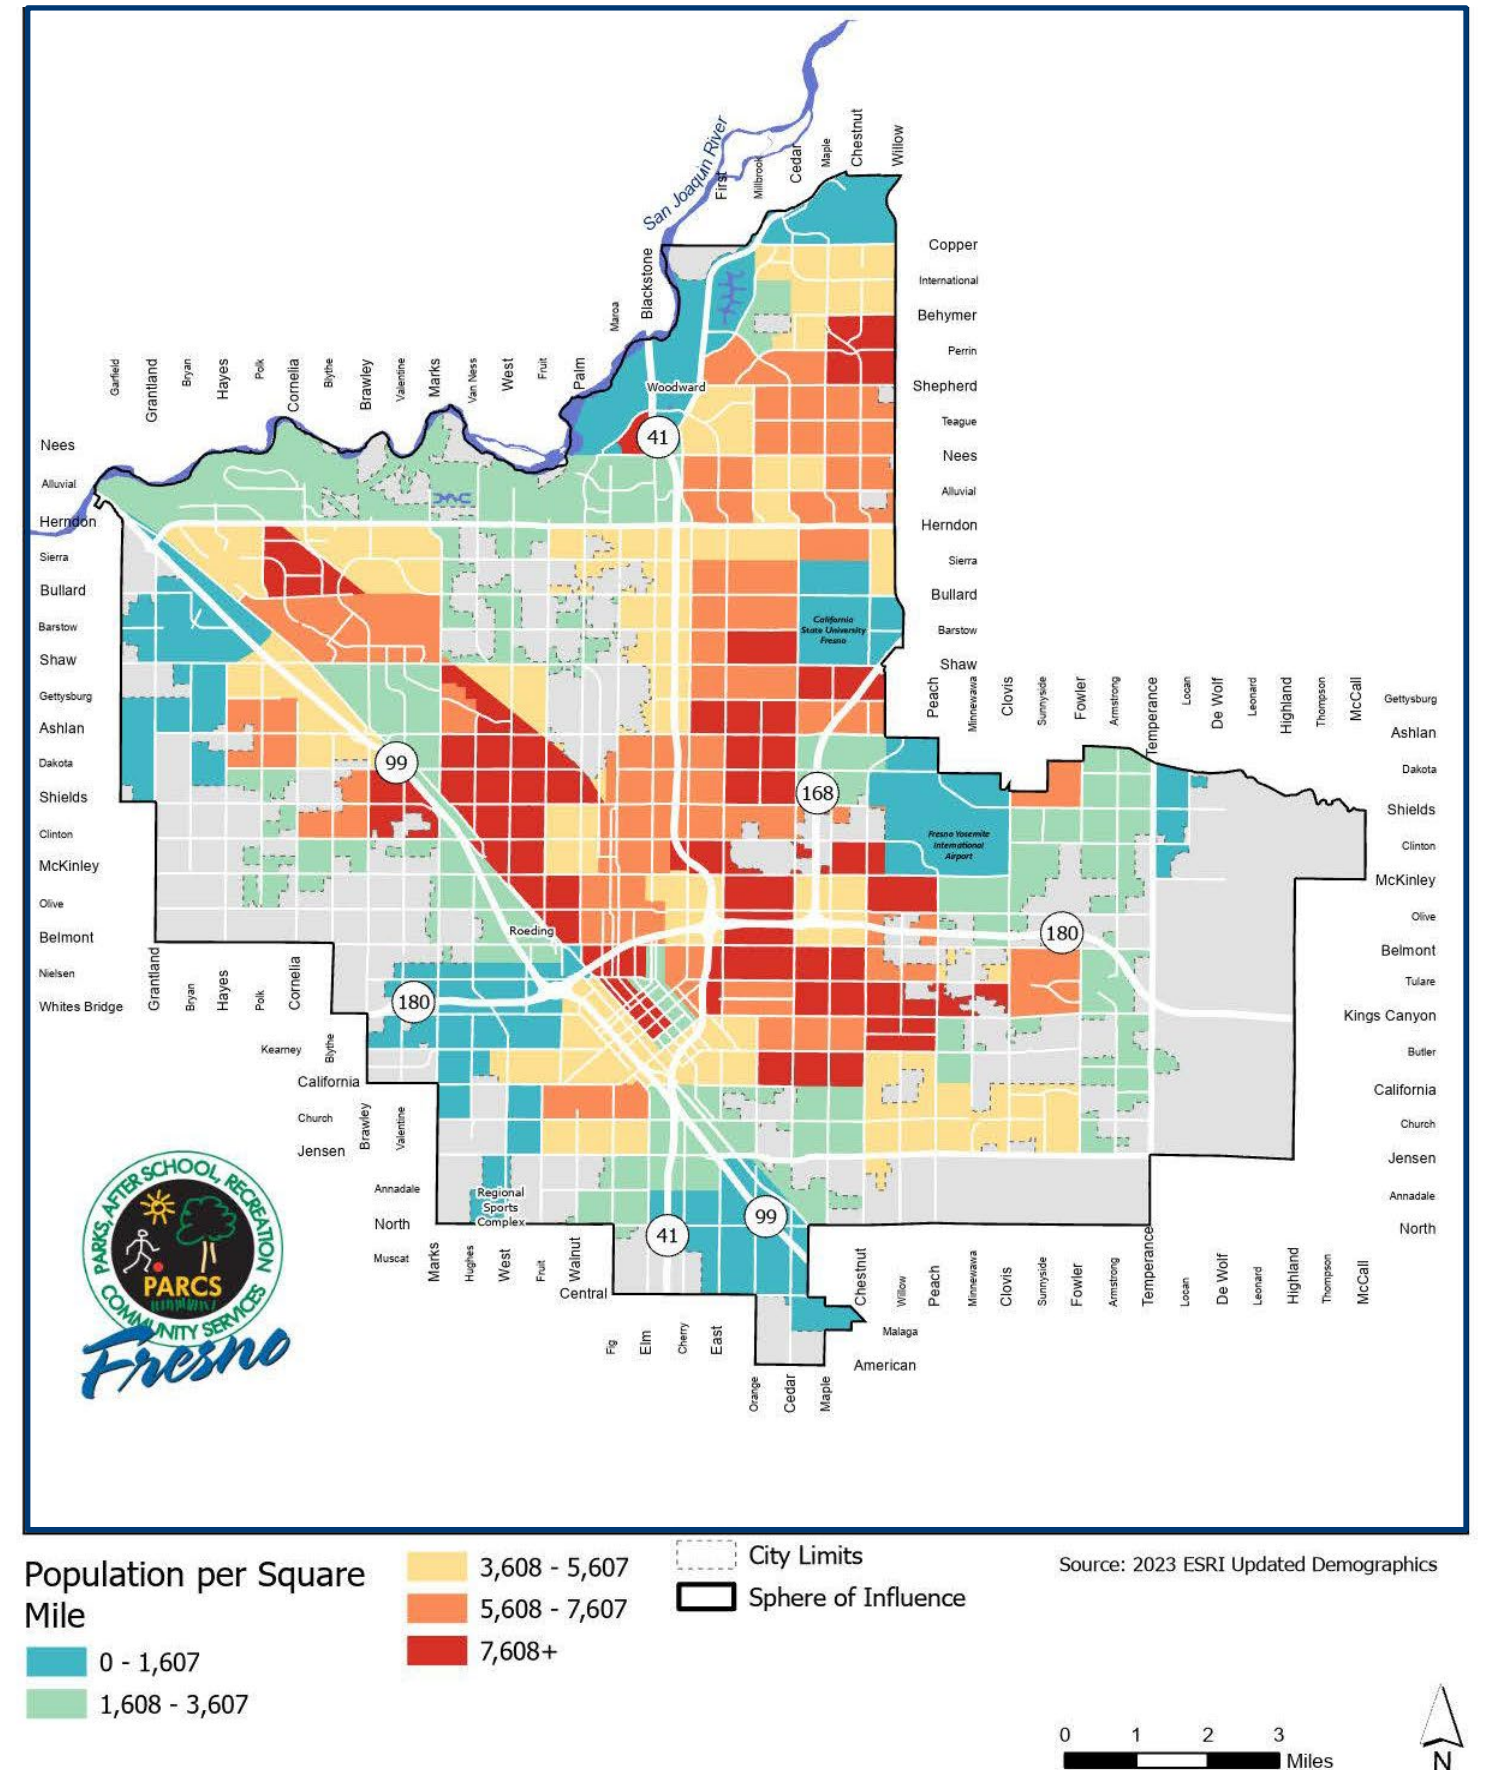 San Joaquin River
First
Millbrook
Cedar
Maple
Chestnut
Willow
Maroa
Blackstone
Garfield
Grantland
Bryan
Hayes
Polk
Cornelia
Blythe
Brawley
Valentine
Marks
Van Ness
West
Fruit
Palm
Copper
International
Behymer
Perrin
Shepherd
Teague
Nees
Alluvial
Herndon
Sierra
Bullard
Barstow
Shaw
Nees
Alluvial
Herndon
Sierra
Bullard
Barstow
Shaw
Gettysburg
Ashlan
Dakota
Shields
Clinton
McKinley
Olive
Belmont
Nielsen
Whites Bridge
Woodward
41
California
State University
Fresno
Peach
Minnewawa
Clovis
Sunnyside
Fowler
Armstrong
Temperance
Locan
De Wolf
Leonard
Highland
Thompson
McCall
Gettysburg
Ashlan
Dakota
Shields
Clinton
McKinley
Olive
Belmont
Tulare
Kings Canyon
Butler
California
Church
Jensen
Annadale
North
99
168
Fresno Yosemite
International
Airport
Roeding
180
180
Grantland
Bryan
Hayes
Polk
Cornelia
Kearney
Blythe
California
Church
Brawley
Valentine
Jensen
Annadale
North
Muscat
Regional
Sports
Complex
41
99
Marks
Hughes
West
Fruit
Walnut
Central
Fig
Elm
Cherry
East
Orange
Cedar
Maple
Chestnut
Willow
Peach
Minnewawa
Clovis
Sunnyside
Fowler
Armstrong
Temperance
Locan
De Wolf
Leonard
Highland
Thompson
McCall
Malaga
American
PARKS, AFTER SCHOOL, RECREATION
PARCS
COMMUNITY SERVICES
Fresno
Population per Square
Mile
0 - 1,607
1,608 - 3,607
3,608 - 5,607
5,608 - 7,607
7,608+
City Limits
Sphere of Influence
Source: 2023 ESRI Updated Demographics
0 1 2 3
Miles
N